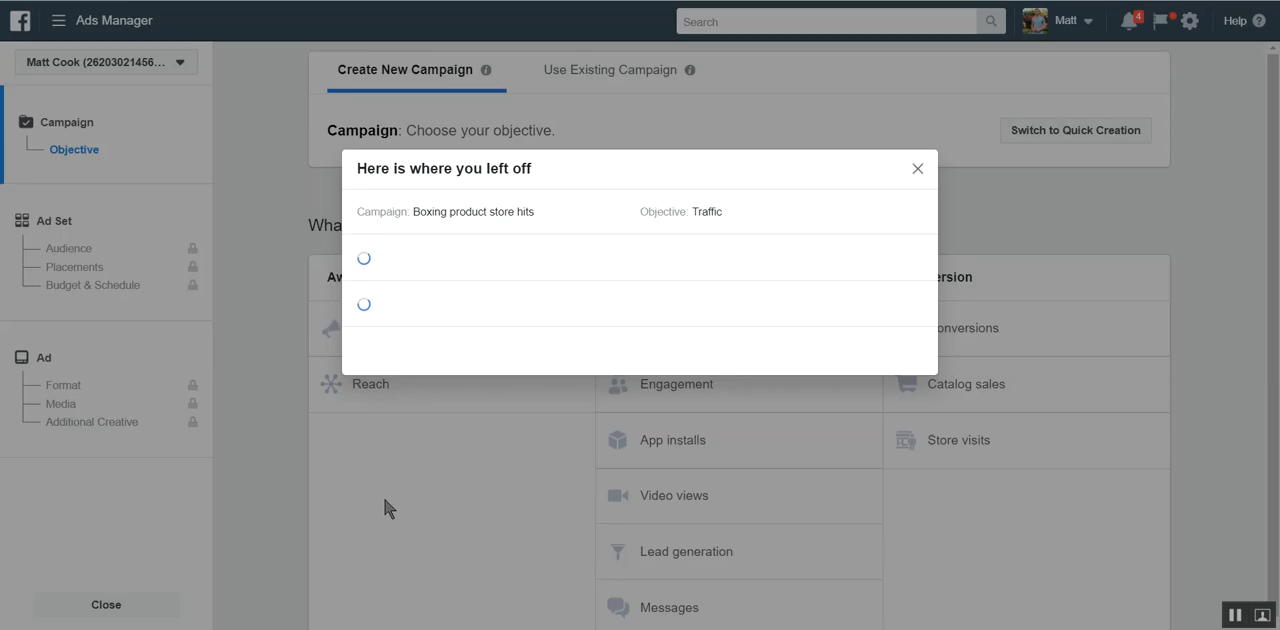 Ads Manager
Search
Matt
4
Help
Matt Cook (26203021456...
Campaign
Objective
Ad Set
Audience
Placements
Budget & Schedule
Ad
Format
Media
Additional Creative
Close
Create New Campaign
Use Existing Campaign
Campaign: Choose your objective.
Switch to Quick Creation
Here is where you left off
Campaign: Boxing product store hits
Objective: Traffic
Reach
Engagement
App installs
Video views
Lead generation
Messages
Catalog sales
Store visits